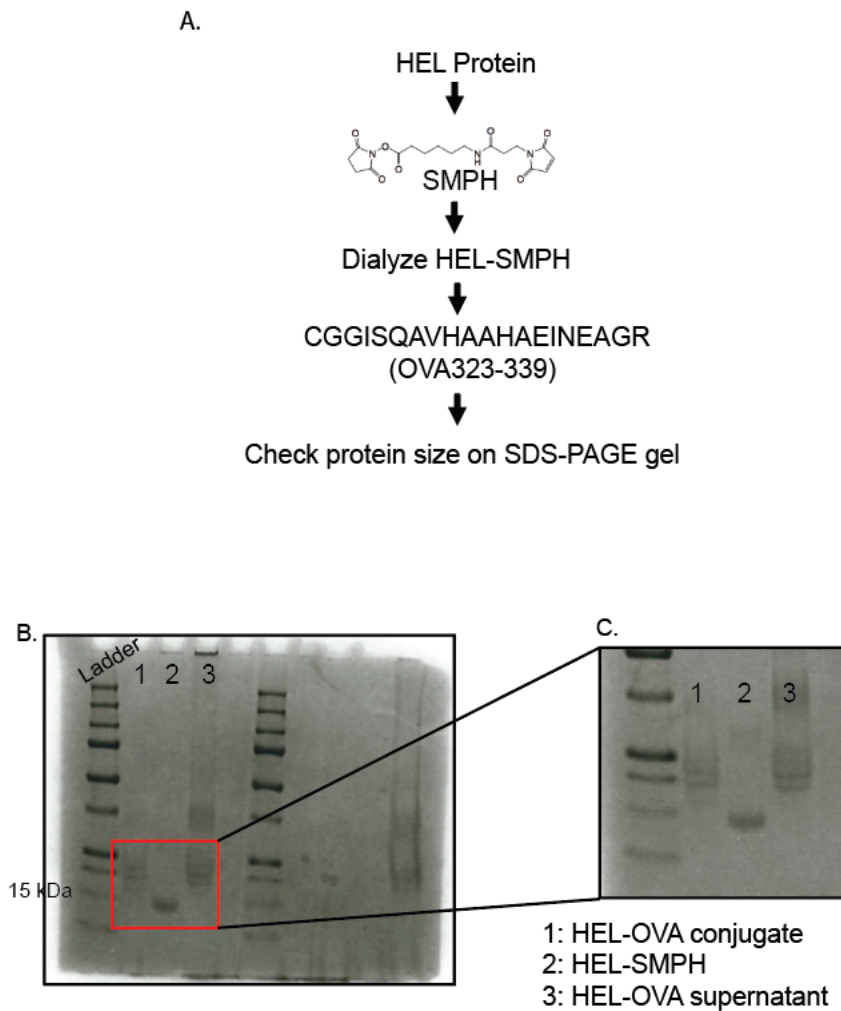 A.
HEL Protein
SMPH
Dialyze HEL-SMPH
CGGISQAVHAAHAEINEAGR
(OVA323-339)
Check protein size on SDS-PAGE gel
B.
C.
Ladder
1 2 3
1 2 3
15 kDa
1: HEL-OVA conjugate
2: HEL-SMPH
3: HEL-OVA supernatant